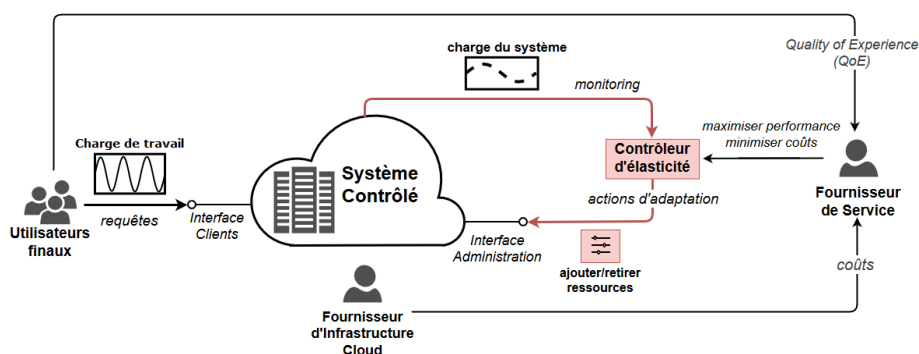 charge du système
Quality of Experience
(QoE)
monitoring
Charge de travail
maximiser performance
minimiser coûts
Contrôleur
d'élasticité
Système
Contrôlé
actions d'adaptation
Fournisseur
de Service
requêtes
Interface
Clients
Utilisateurs
finaux
Interface
Administration
ajouter/retirer
ressources
coûts
Fournisseur
d'Infrastructure
Cloud